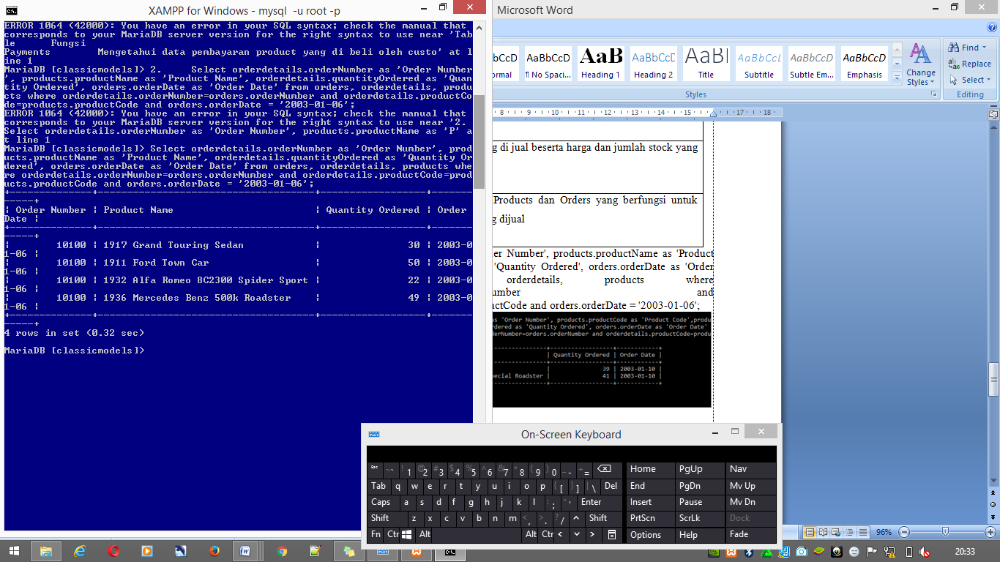 XAMPP for Windows - mysql  -u root -p
ERROR 1064 (42000): You have an error in your SQL syntax; check the manual that
corresponds to your MariaDB server version for the right syntax to use near 'Tab
le      Fungsi
Payments        Mengetahui data pembayaran product yang di beli oleh custo' at l
ine 1
MariaDB [classicmodels]> 2.     Select orderdetails.orderNumber as 'Order Number
', products.productName as 'Product Name', orderdetails.quantityOrdered as 'Quan
tity Ordered', orders.orderDate as 'Order Date' from orders, orderdetails, produ
cts where orderdetails.orderNumber=orders.orderNumber and orderdetails.productCo
de=products.productCode and orders.orderDate = '2003-01-06';
ERROR 1064 (42000): You have an error in your SQL syntax; check the manual that
corresponds to your MariaDB server version for the right syntax to use near '2.
Select orderdetails.orderNumber as 'Order Number', products.productName as 'P' a
t line 1
MariaDB [classicmodels]> Select orderdetails.orderNumber as 'Order Number', prod
ucts.productName as 'Product Name', orderdetails.quantityOrdered as 'Quantity Or
dered', orders.orderDate as 'Order Date' from orders, orderdetails, products whe
re orderdetails.orderNumber=orders.orderNumber and orderdetails.productCode=prod
ucts.productCode and orders.orderDate = '2003-01-06';
| Order Number | Product Name | Quantity Ordered | Order
Date |
| 10100 | 1917 Grand Touring Sedan | 30 | 2003-0
1-06 |
| 10100 | 1911 Ford Town Car | 50 | 2003-0
1-06 |
| 10100 | 1932 Alfa Romeo 8C2300 Spider Sport | 22 | 2003-0
1-06 |
| 10100 | 1936 Mercedes Benz 500k Roadster | 49 | 2003-0
1-06 |
4 rows in set (0.32 sec)
MariaDB [classicmodels]>
Microsoft Word
AaBbCcD AaBbCcD AaB AaBbCcD AaB AaBbCcD AaBbCcD AaBbCcD
ormal ¶ No Spaci... Heading 1 Heading 2 Title Subtitle Subtle Em... Emphasis
Change Styles
Styles
Find
Replace
Select
Editing
8 9 10 11 12 13 14 15 17 18
g di jual beserta harga dan jumlah stock yang
Products dan Orders yang berfungsi untuk
g dijual
er Number', products.productName as 'Product
'Quantity Ordered', orders.orderDate as 'Order
orderdetails, products where
umber and
uctCode and orders.orderDate = '2003-01-06';
as 'Order Number', products.productCode as 'Product Code',produ
dered as 'Quantity Ordered', orders.orderDate as 'Order Date'
derNumber=orders.orderNumber and orderdetails.productCode=produ
| Quantity Ordered | Order Date |
| 39 | 2003-01-10 |
pecial Roadster | 41 | 2003-01-10 |
96%
On-Screen Keyboard
Esc ~ ` ! 1 @ 2 # 3 $ 4 % 5 ^ 6 & 7 * 8 ( 9 ) 0 _ - + = Home PgUp Nav
Tab q w e r t y u i o p { [ } ] | \ Del End PgDn Mv Up
Caps a s d f g h j k l : ; " ' Enter Insert Pause Mv Dn
Shift z x c v b n m < , > . ? / Shift PrtScn ScrLk Dock
Fn Ctr Alt Alt Ctr Options Help Fade
20:33